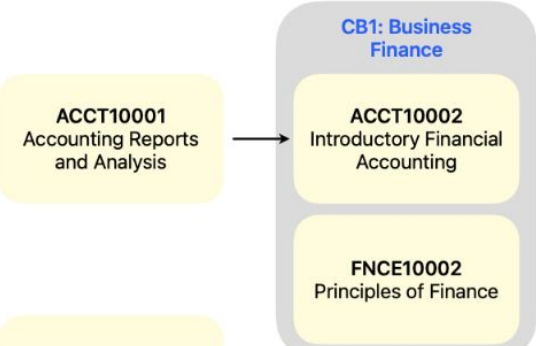 CB1: Business
Finance
ACCT10001
Accounting Reports
and Analysis
ACCT10002
Introductory Financial
Accounting
FNCE10002
Principles of Finance